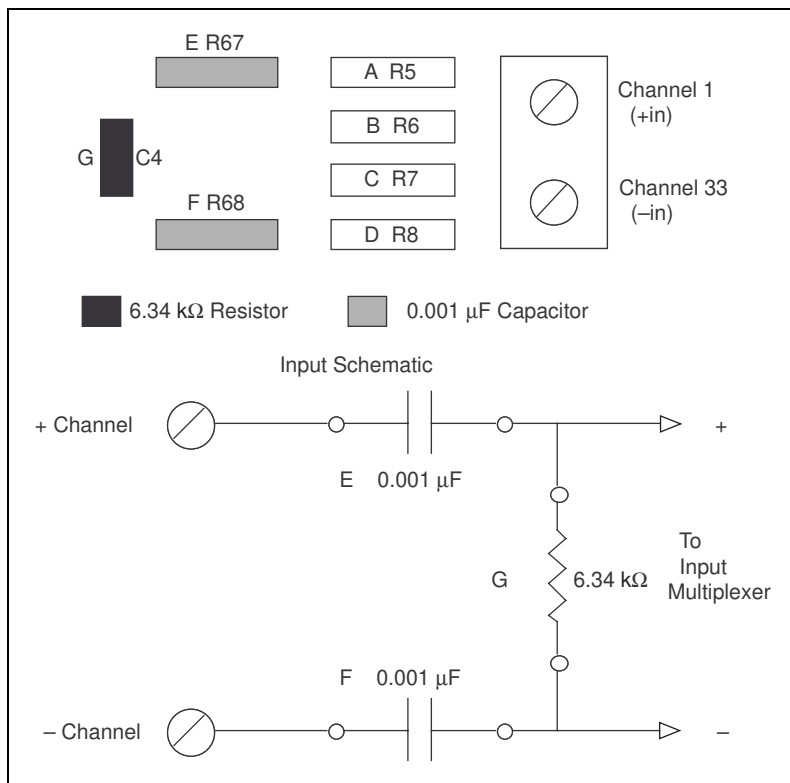 E R67
A R5
Channel 1
(+in)
B R6
G
C4
C R7
Channel 33
(–in)
F R68
D R8
6.34 kΩ Resistor
0.001 μF Capacitor
Input Schematic
+ Channel
+
E 0.001 μF
G
6.34 kΩ
To
Input
Multiplexer
F 0.001 μF
– Channel
–